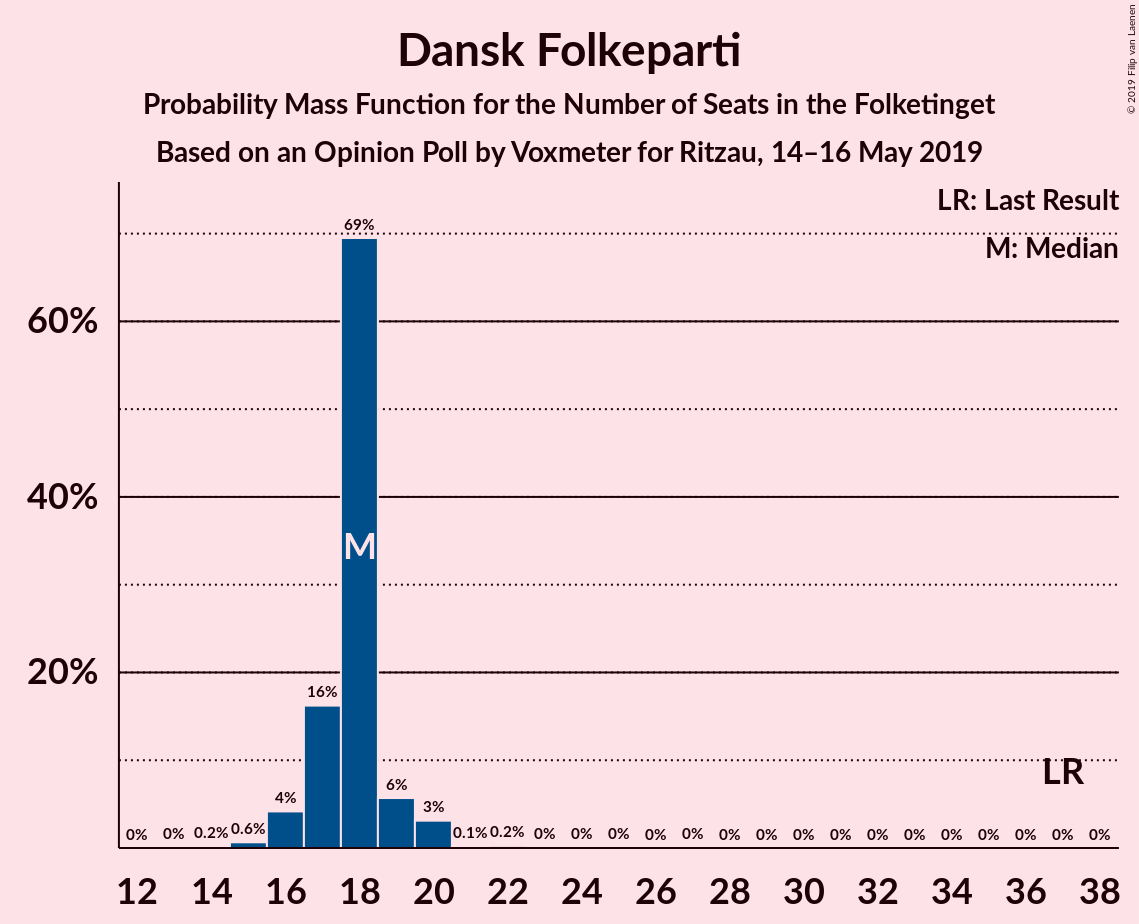 Dansk Folkeparti
Probability Mass Function for the Number of Seats in the Folketinget
Based on an Opinion Poll by Voxmeter for Ritzau, 14–16 May 2019
© 2019 Filip van Laenen
LR: Last Result
M: Median
60%
40%
20%
0% 0% 0.2% 0.6% 4% 16% 69% 6% 3% 0.1% 0.2% 0% 0% 0% 0% 0% 0% 0% 0% 0% 0% 0% 0% 0% 0% 0% 0%
M
LR
12 14 16 18 20 22 24 26 28 30 32 34 36 38